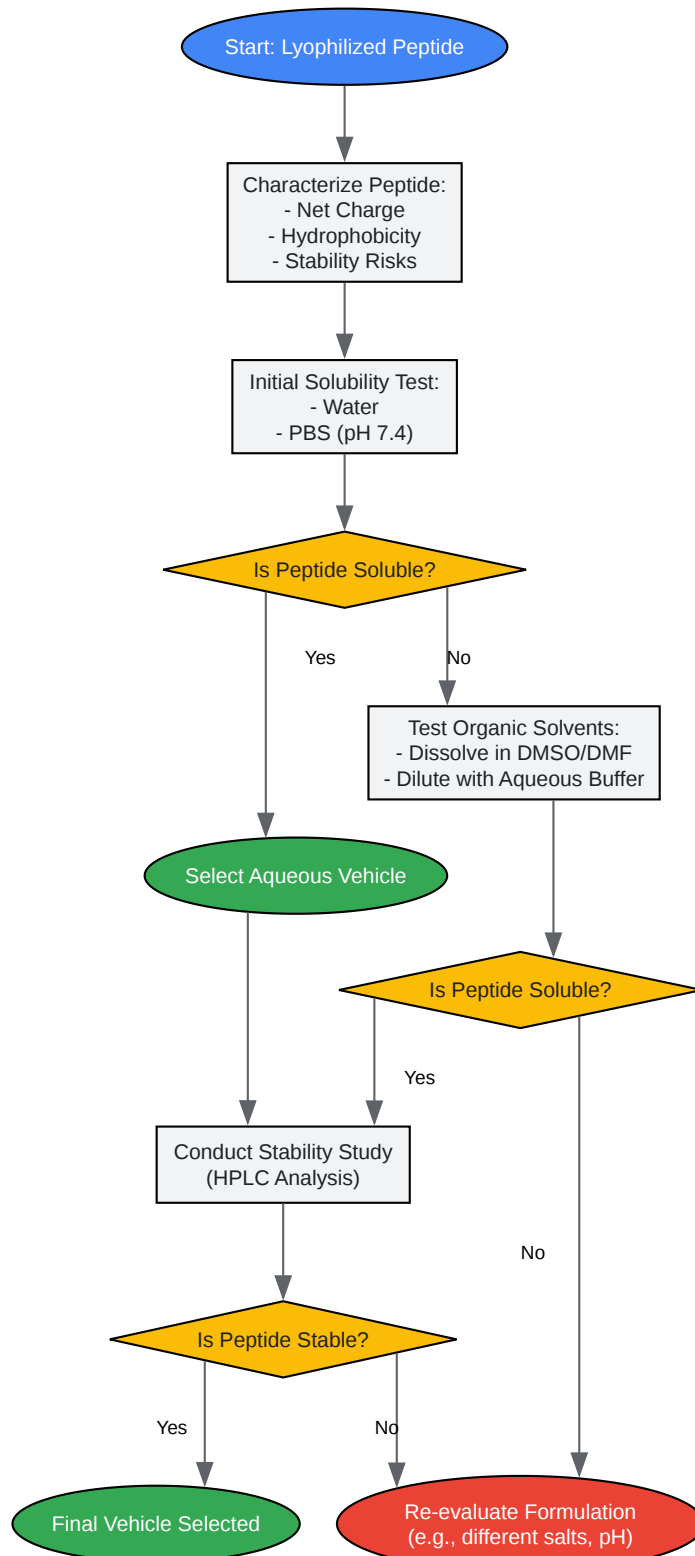 Start: Lyophilized Peptide
Characterize Peptide:
- Net Charge
- Hydrophobicity
- Stability Risks
Initial Solubility Test:
- Water
- PBS (pH 7.4)
Is Peptide Soluble?
Yes
No
Test Organic Solvents:
- Dissolve in DMSO/DMF
- Dilute with Aqueous Buffer
Select Aqueous Vehicle
Is Peptide Soluble?
Yes
Conduct Stability Study
(HPLC Analysis)
No
Is Peptide Stable?
Yes
No
Final Vehicle Selected
Re-evaluate Formulation
(e.g., different salts, pH)